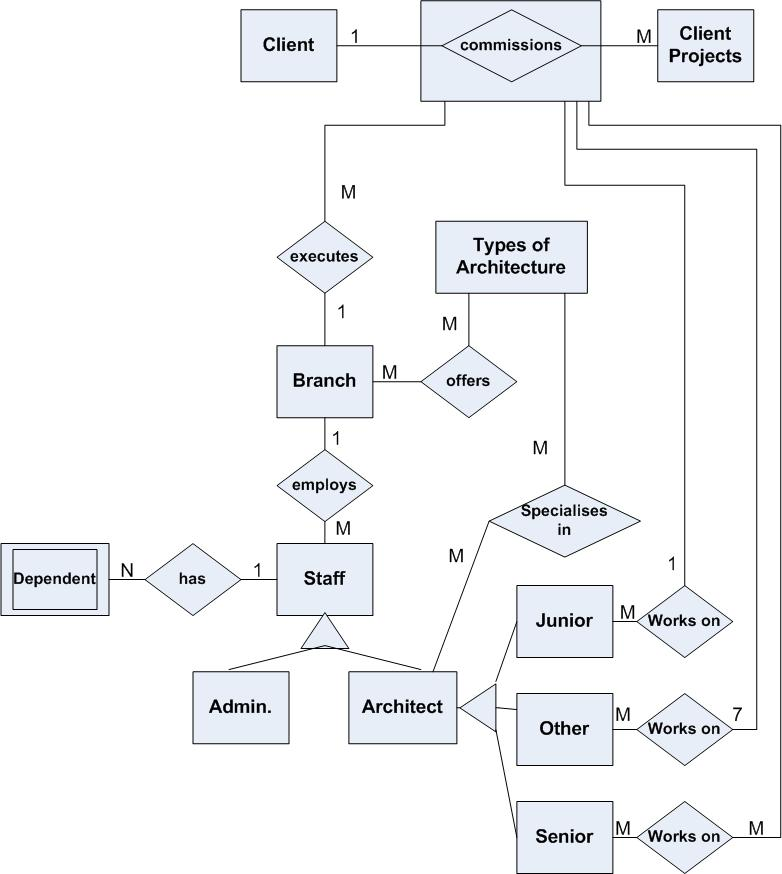 Client
1
commissions
M
Client
Projects
M
executes
1
Types of
Architecture
M
Branch
M
offers
1
employs
M
M
Specialises
in
M
Dependent
N
has
1
Staff
1
Junior
M
Works on
Admin.
Architect
Other
M
Works on
7
Senior
M
Works on
M